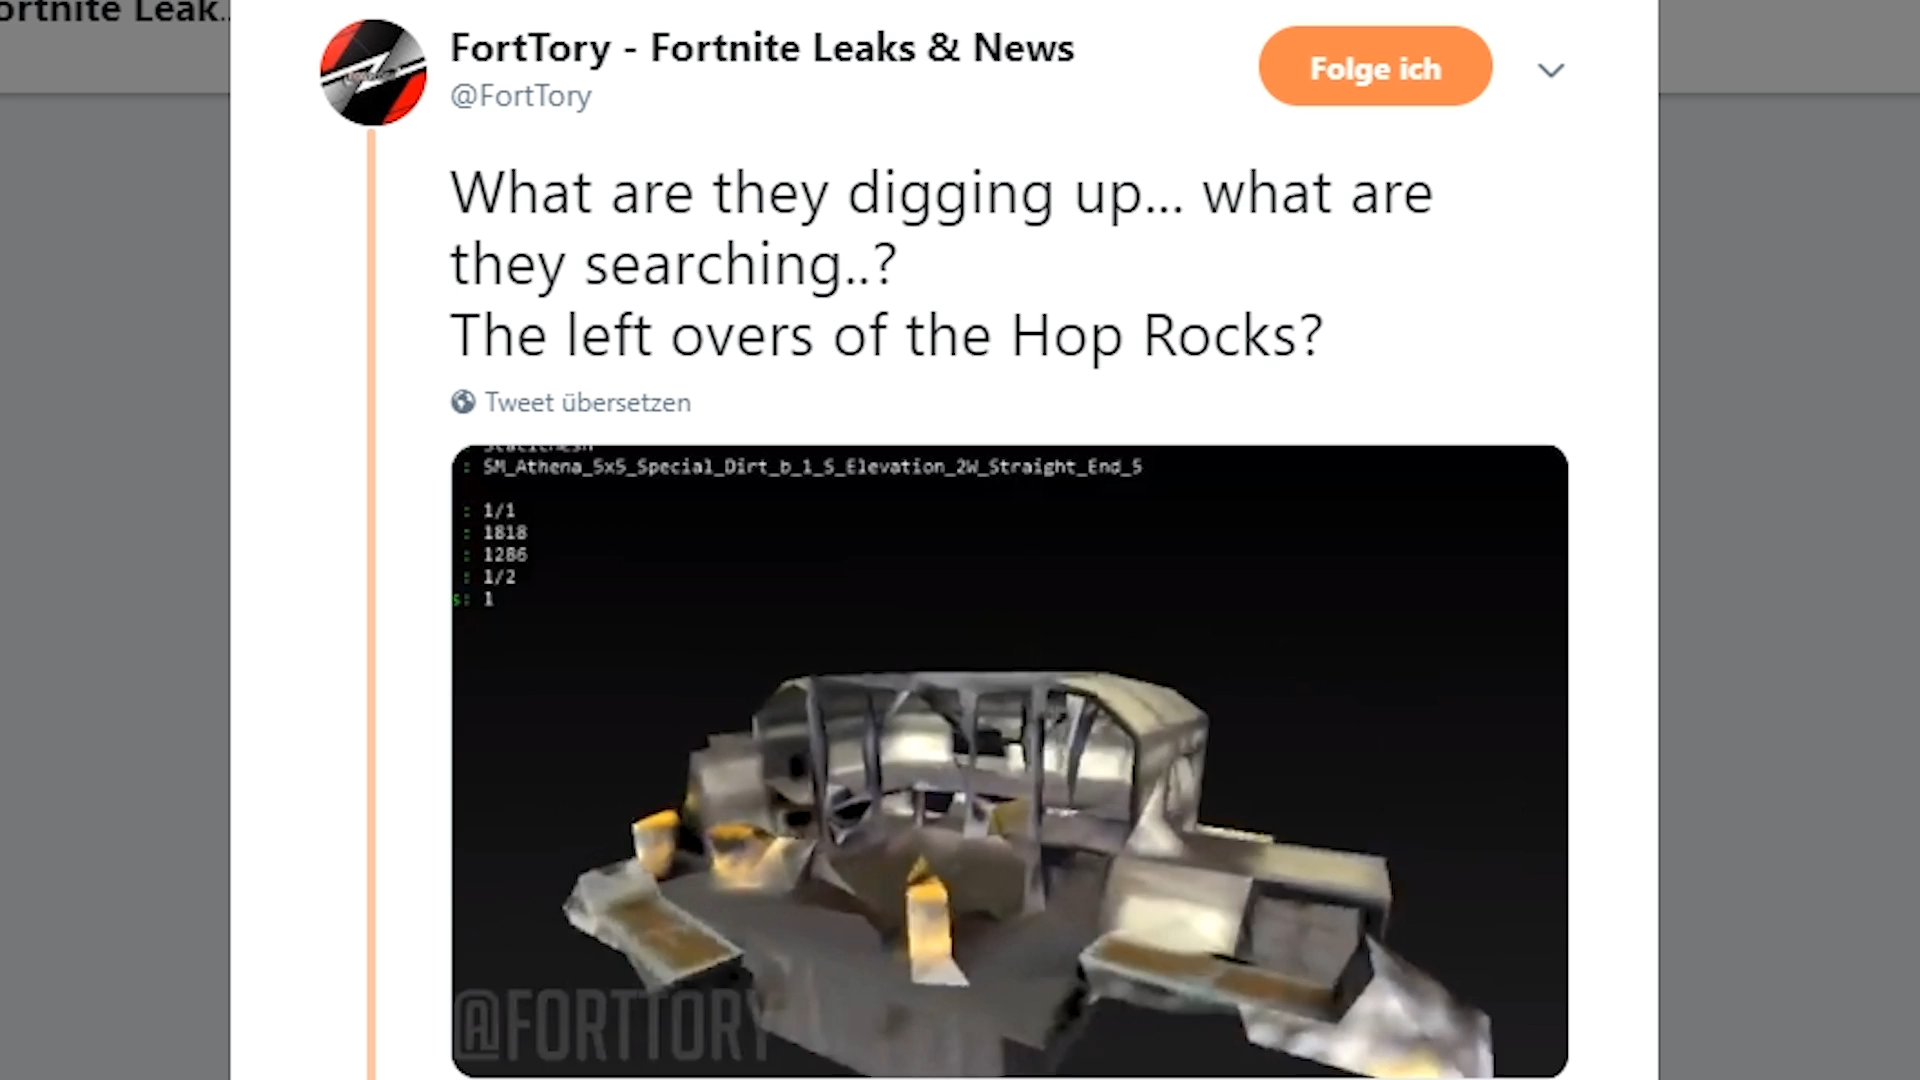 ortnite Leak..
FortTory - Fortnite Leaks & News
@FortTory
Folge ich
What are they digging up... what are
they searching..?
The left overs of the Hop Rocks?
Tweet übersetzen
: SM_Athena_5x5_Special_Dirt_b_1_S_Elevation_2W_Straight_End_5
: 1/1
: 1818
: 1286
: 1/2
s: 1
@FORTTORY